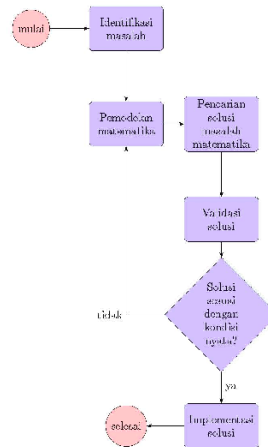 mulai
Identifikasi
masalah
Pemodelan
matematika
Pencarian
solusi
masalah
matematika
Validasi
solusi
Solusi
sesuai
dengan
kondisi
nyata?
tidak
ya
selesai
Implementasi
solusi